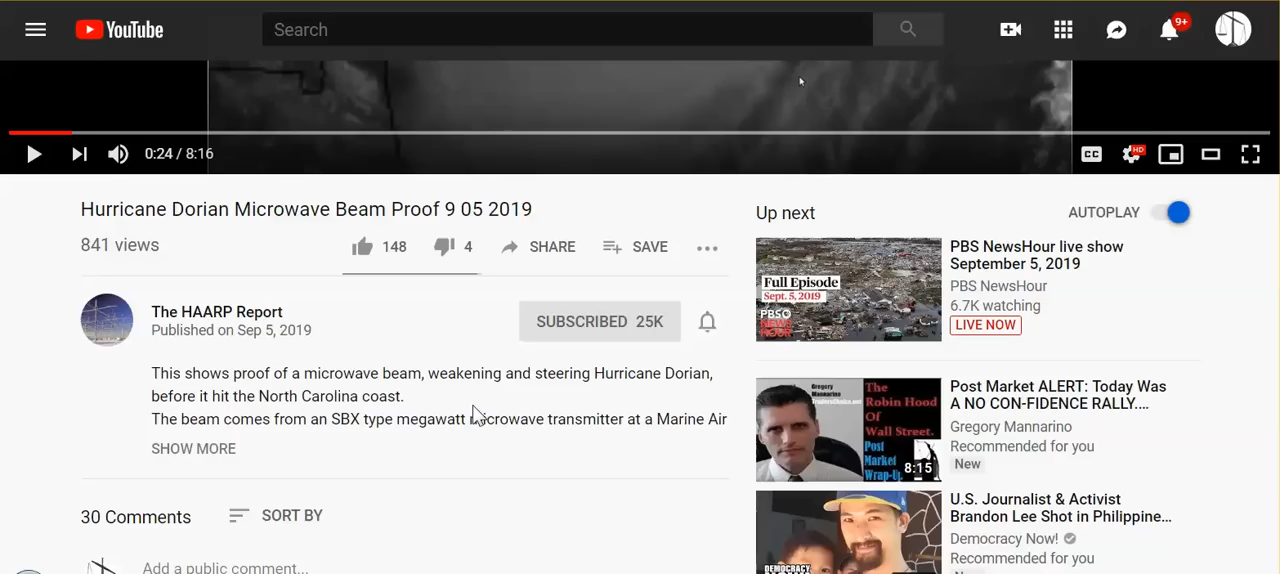 YouTube
Search
9+
0:24 / 8:16
CC
HD
Hurricane Dorian Microwave Beam Proof 9 05 2019
841 views
148
4
SHARE
SAVE
The HAARP Report
Published on Sep 5, 2019
SUBSCRIBED 25K
This shows proof of a microwave beam, weakening and steering Hurricane Dorian,
before it hit the North Carolina coast.
The beam comes from an SBX type megawatt microwave transmitter at a Marine Air
SHOW MORE
30 Comments
SORT BY
Add a public comment...
Up next
AUTOPLAY
Full Episode
Sept. 5, 2019
PBS
NEWS
HOUR
PBS NewsHour live show
September 5, 2019
PBS NewsHour
6.7K watching
LIVE NOW
Gregory
Mannarino
TradersChoice.net
The
Robin Hood
Of
Wall Street.
Post
Market
Wrap-Up.
8:15
Post Market ALERT: Today Was
A NO CON-FIDENCE RALLY....
Gregory Mannarino
Recommended for you
New
DEMOCRACY
U.S. Journalist & Activist
Brandon Lee Shot in Philippine...
Democracy Now!
Recommended for you